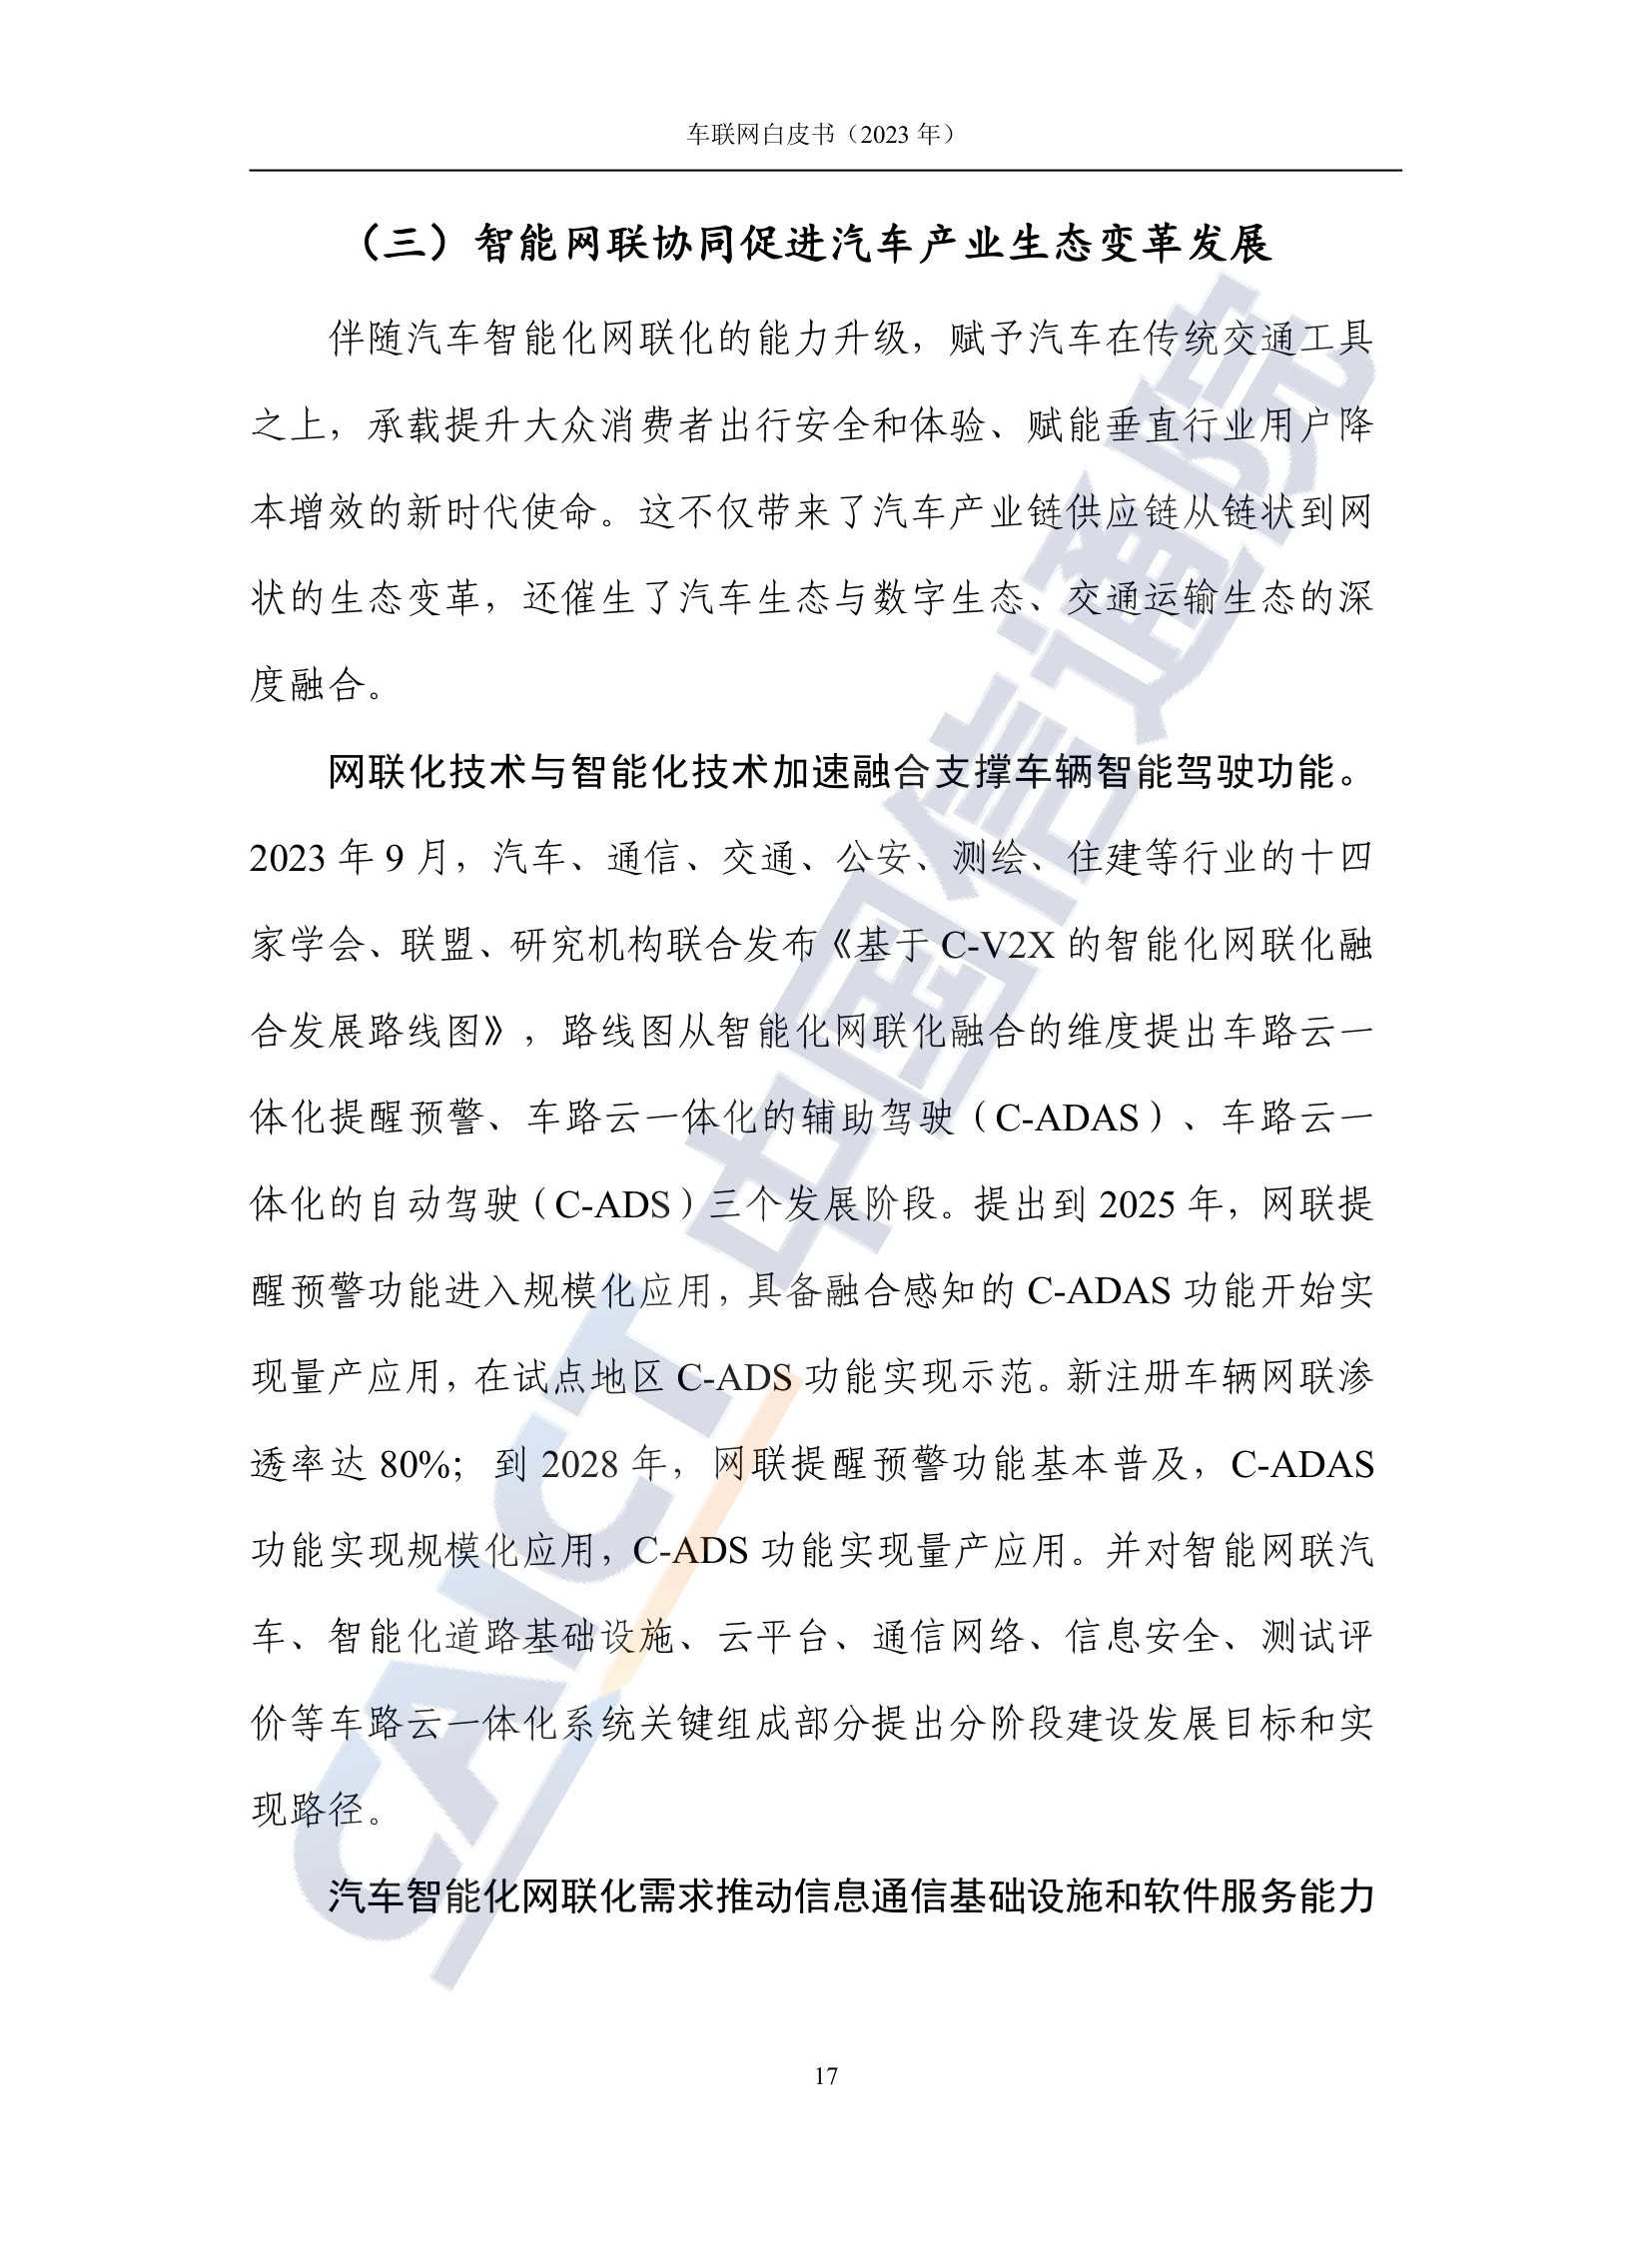 车联网白皮书（2023 年）
（三）智能网联协同促进汽车产业生态变革发展
伴随汽车智能化网联化的能力升级，赋予汽车在传统交通工具
之上，承载提升大众消费者出行安全和体验、赋能垂直行业用户降
本增效的新时代使命。这不仅带来了汽车产业链供应链从链状到网
状的生态变革，还催生了汽车生态与数字生态、交通运输生态的深
度融合。
网联化技术与智能化技术加速融合支撑车辆智能驾驶功能。
2023 年 9 月，汽车、通信、交通、公安、测绘、住建等行业的十四
家学会、联盟、研究机构联合发布《基于 C-V2X 的智能化网联化融
合发展路线图》，路线图从智能化网联化融合的维度提出车路云一
体化提醒预警、车路云一体化的辅助驾驶（C-ADAS）、车路云一
体化的自动驾驶（C-ADS）三个发展阶段。提出到 2025 年，网联提
醒预警功能进入规模化应用，具备融合感知的 C-ADAS 功能开始实
现量产应用，在试点地区 C-ADS 功能实现示范。新注册车辆网联渗
透率达 80%；到 2028 年，网联提醒预警功能基本普及，C-ADAS
功能实现规模化应用，C-ADS 功能实现量产应用。并对智能网联汽
车、智能化道路基础设施、云平台、通信网络、信息安全、测试评
价等车路云一体化系统关键组成部分提出分阶段建设发展目标和实
现路径。
汽车智能化网联化需求推动信息通信基础设施和软件服务能力
17
CAICT 中国信通院